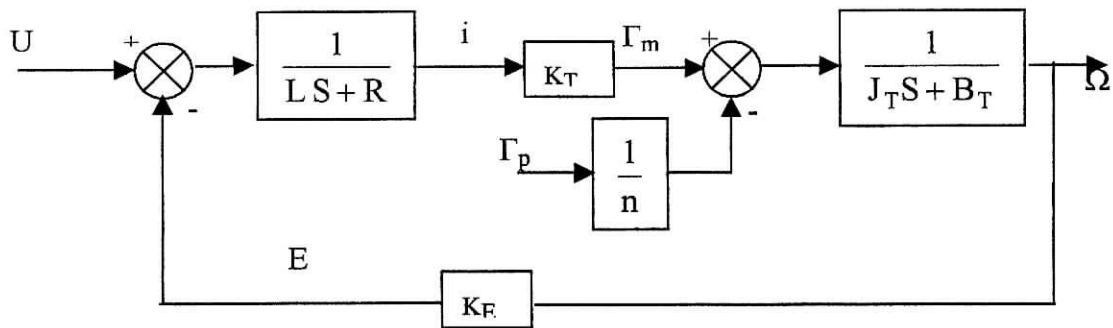 U
+
-
1
L S + R
i
K_T
Γ_m
+
-
1
J_T S + B_T
Ω
Γ_p
1
n
E
K_E